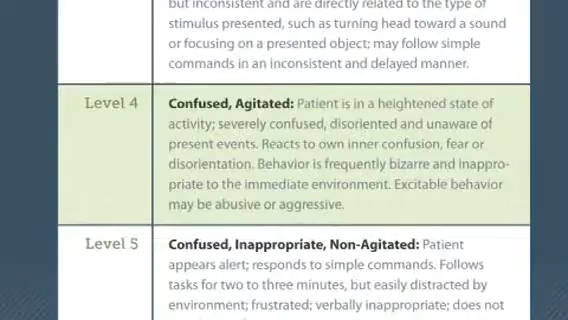 but inconsistent and are directly related to the type of
stimulus presented, such as turning head toward a sound
or focusing on a presented object; may follow simple
commands in an inconsistent and delayed manner.
Level 4
Confused, Agitated: Patient is in a heightened state of
activity; severely confused, disoriented and unaware of
present events. Reacts to own inner confusion, fear or
disorientation. Behavior is frequently bizarre and inappro-
priate to the immediate environment. Excitable behavior
may be abusive or aggressive.
Level 5
Confused, Inappropriate, Non-Agitated: Patient
appears alert; responds to simple commands. Follows
tasks for two to three minutes, but easily distracted by
environment; frustrated; verbally inappropriate; does not